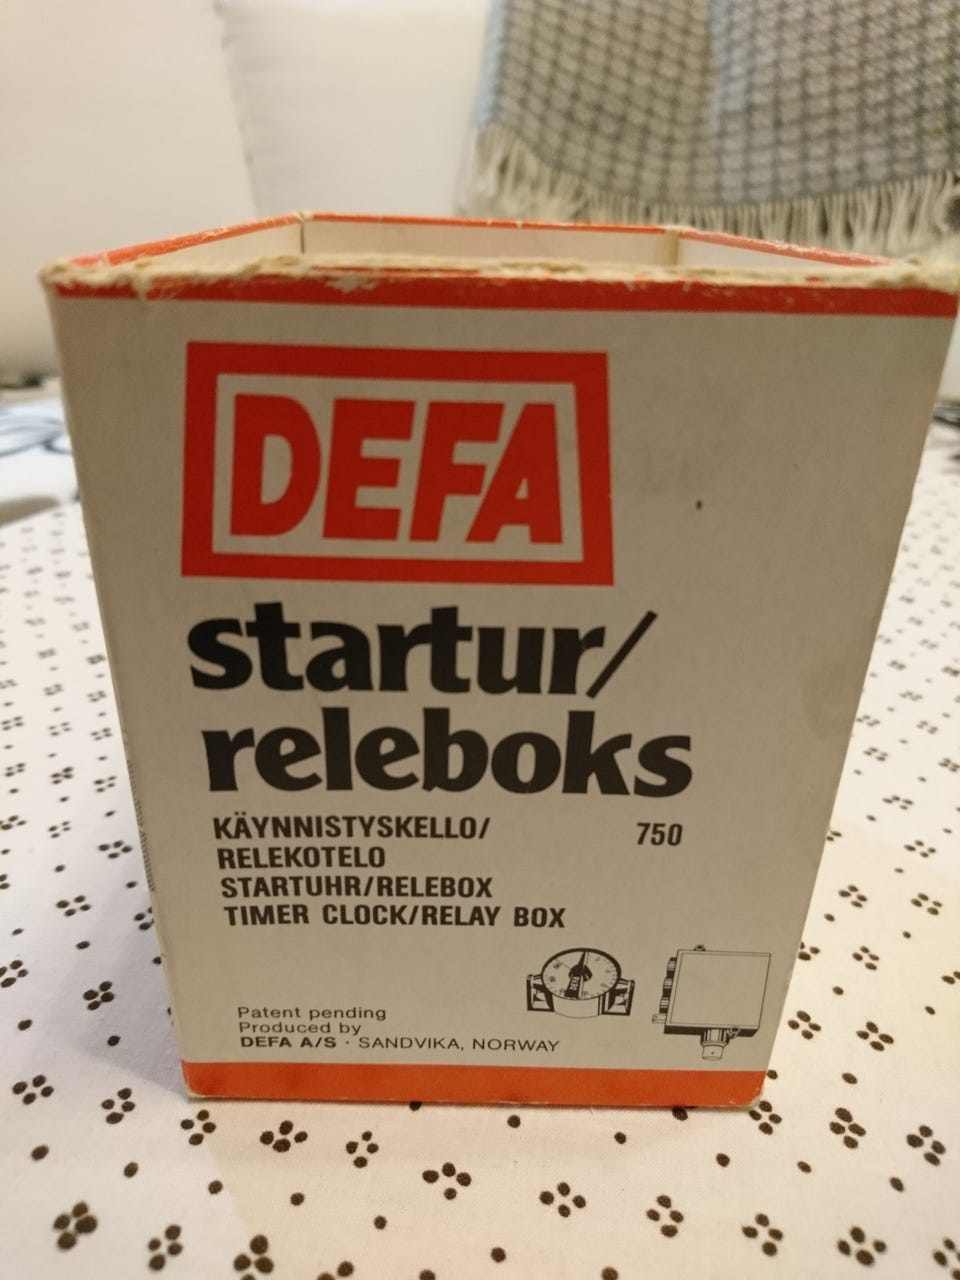 DEFA
startur/
releboks
KÄYNNISTYSKELLO/ 750
RELEKOTELO
STARTUHR/RELEBOX
TIMER CLOCK/RELAY BOX
Patent pending
Produced by
DEFA A/S · SANDVIKA, NORWAY